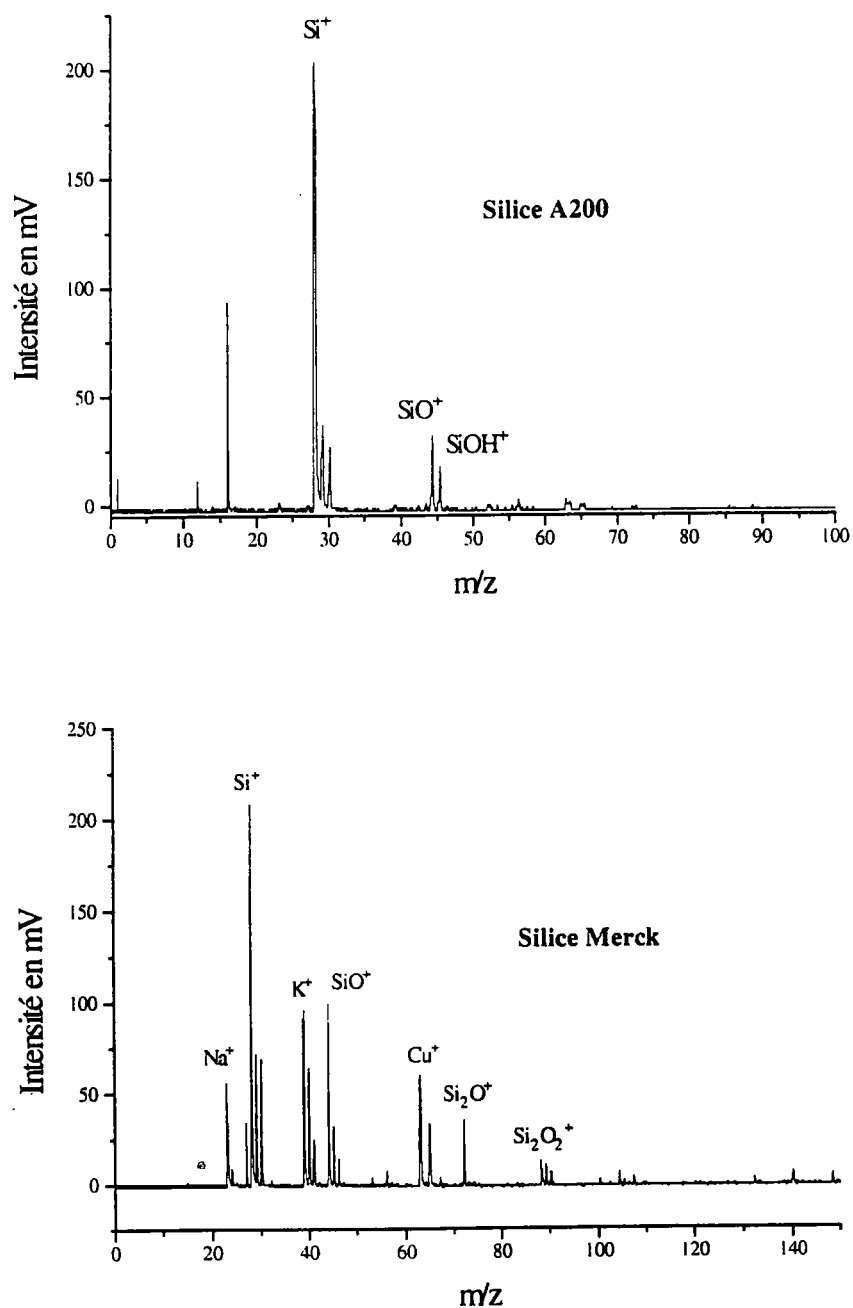 Si⁺
200
150
100
50
0
Intensité en mV
Silice A200
SiO⁺
SiOH⁺
0 10 20 30 40 50 60 70 80 90 100
m/z
250
200
150
100
50
0
Intensité en mV
Si⁺
Silice Merck
K⁺
SiO⁺
Na⁺
Cu⁺
Si₂O⁺
Si₂O₂⁺
0 20 40 60 80 100 120 140
m/z